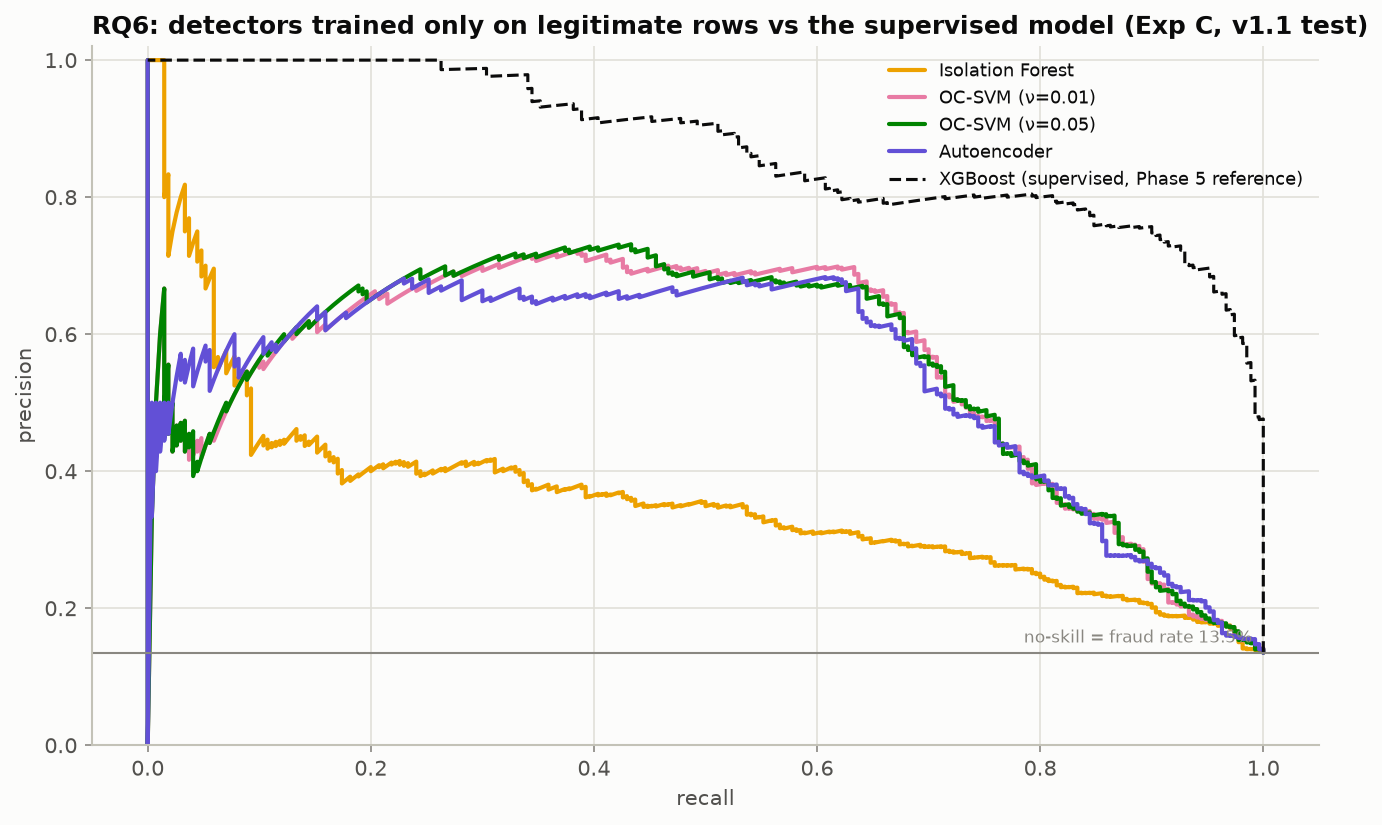 RQ6: detectors trained only on legitimate rows vs the supervised model (Exp C, v1.1 test)
1.0
0.8
0.6
0.4
0.2
0.0
precision
Isolation Forest
OC-SVM (ν=0.01)
OC-SVM (ν=0.05)
Autoencoder
XGBoost (supervised, Phase 5 reference)
no-skill = fraud rate
0.0
0.2
0.4
0.6
0.8
1.0
recall